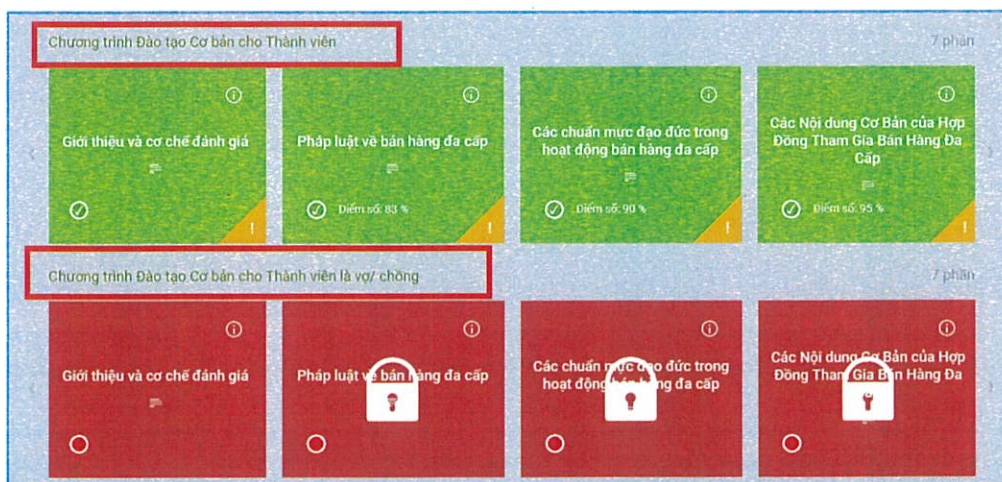 Chương trình Đào tạo Cơ bản cho Thành viên
7 phần
Giới thiệu và cơ chế đánh giá
Pháp luật về bán hàng đa cấp
Điểm số: 83 %
Các chuẩn mực đạo đức trong
hoạt động bán hàng đa cấp
Điểm số: 90 %
Các Nội dung Cơ Bản của Hợp
Đồng Tham Gia Bán Hàng Đa
Cấp
Điểm số: 95 %
Chương trình Đào tạo Cơ bản cho Thành viên là vợ/ chồng
7 phần
Giới thiệu và cơ chế đánh giá
Pháp luật về bán hàng đa cấp
Các chuẩn mực đạo đức trong
hoạt động bán hàng đa cấp
Các Nội dung Cơ Bản của Hợp
Đồng Tham Gia Bán Hàng Đa